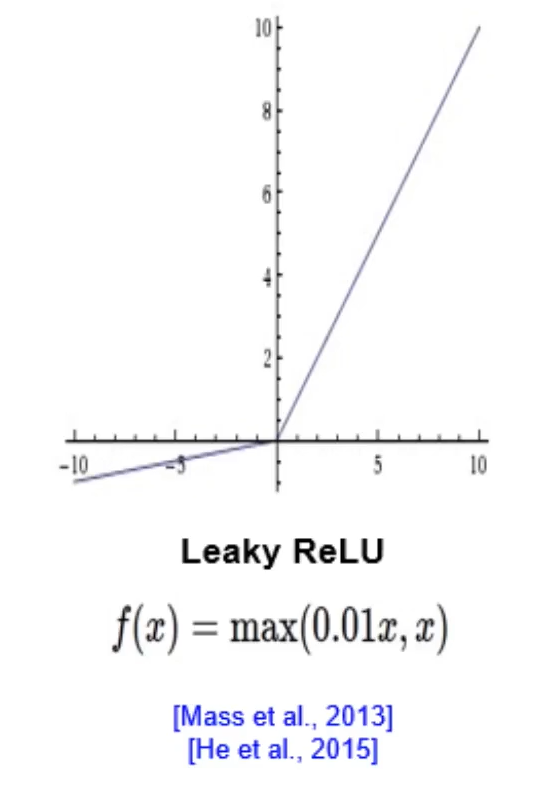 10
8
6
4
2
−10 −5 5 10
Leaky ReLU
f(x) = max(0.01x, x)
[Mass et al., 2013]
[He et al., 2015]